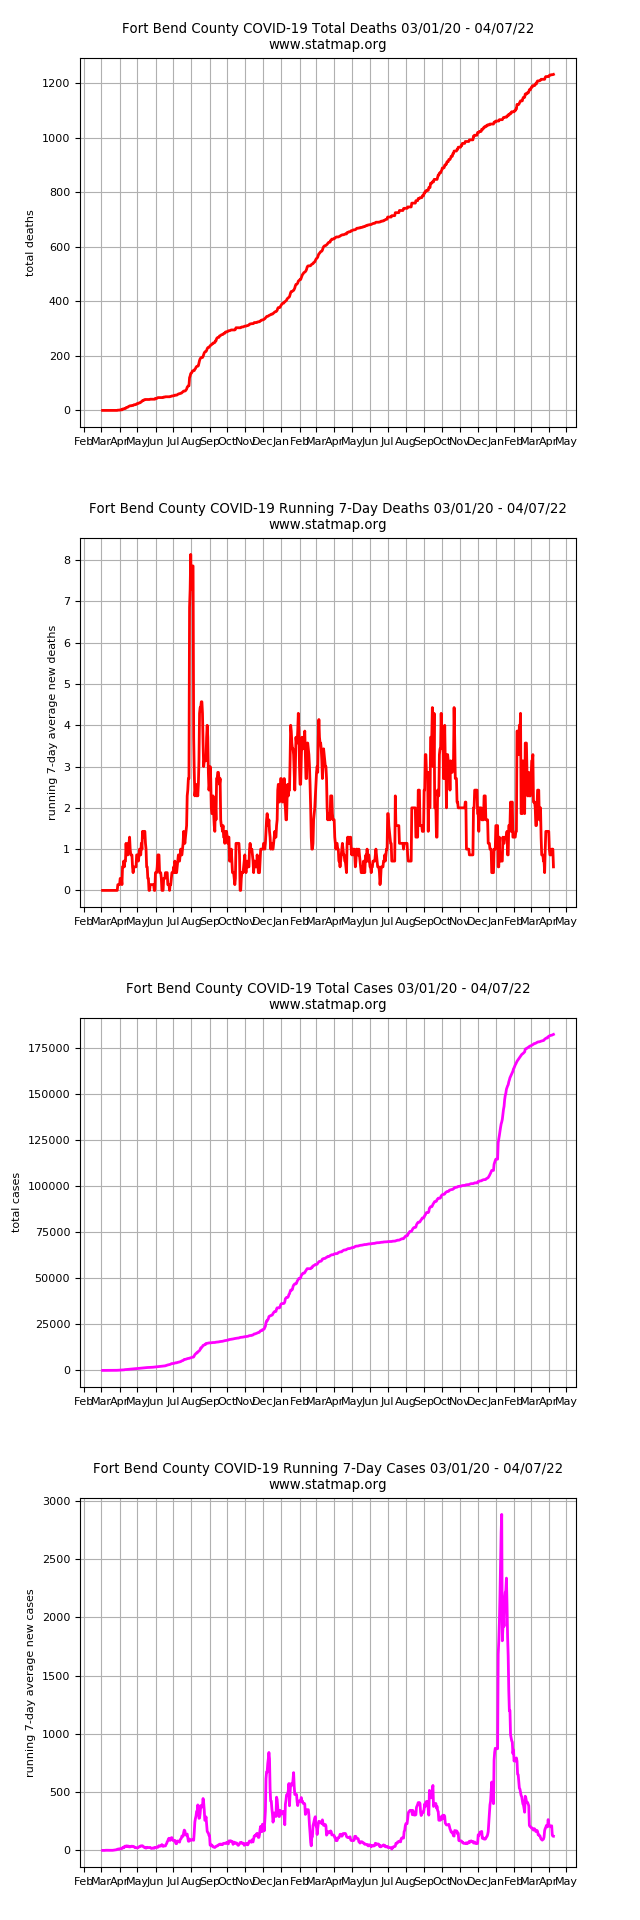 Fort Bend County COVID-19 Total Deaths 03/01/20 - 04/07/22
www.statmap.org
1200
1000
800
600
400
200
0
total deaths
Feb Mar Apr May Jun Jul Aug Sep Oct Nov Dec Jan Feb Mar Apr May Jun Jul Aug Sep Oct Nov Dec Jan Feb Mar Apr May
Fort Bend County COVID-19 Running 7-Day Deaths 03/01/20 - 04/07/22
www.statmap.org
8
7
6
5
4
3
2
1
0
running 7-day average new deaths
Feb Mar Apr May Jun Jul Aug Sep Oct Nov Dec Jan Feb Mar Apr May Jun Jul Aug Sep Oct Nov Dec Jan Feb Mar Apr May
Fort Bend County COVID-19 Total Cases 03/01/20 - 04/07/22
www.statmap.org
175000
150000
125000
100000
75000
50000
25000
0
total cases
Feb Mar Apr May Jun Jul Aug Sep Oct Nov Dec Jan Feb Mar Apr May Jun Jul Aug Sep Oct Nov Dec Jan Feb Mar Apr May
Fort Bend County COVID-19 Running 7-Day Cases 03/01/20 - 04/07/22
www.statmap.org
3000
2500
2000
1500
1000
500
0
running 7-day average new cases
Feb Mar Apr May Jun Jul Aug Sep Oct Nov Dec Jan Feb Mar Apr May Jun Jul Aug Sep Oct Nov Dec Jan Feb Mar Apr May